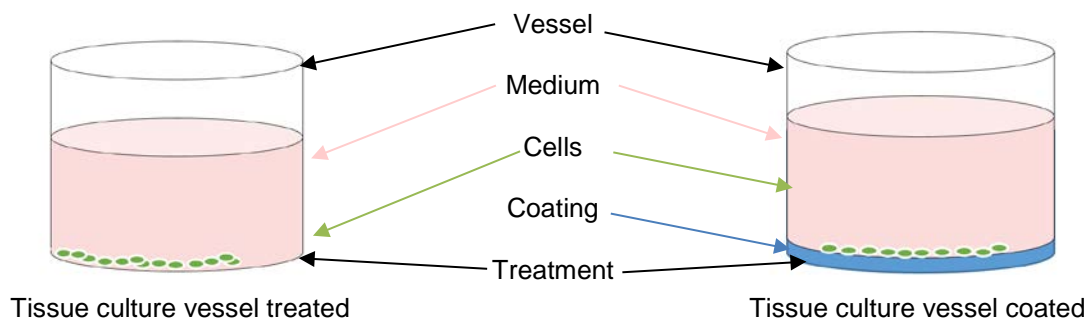 Vessel
Medium
Cells
Coating
Treatment
Tissue culture vessel treated
Tissue culture vessel coated